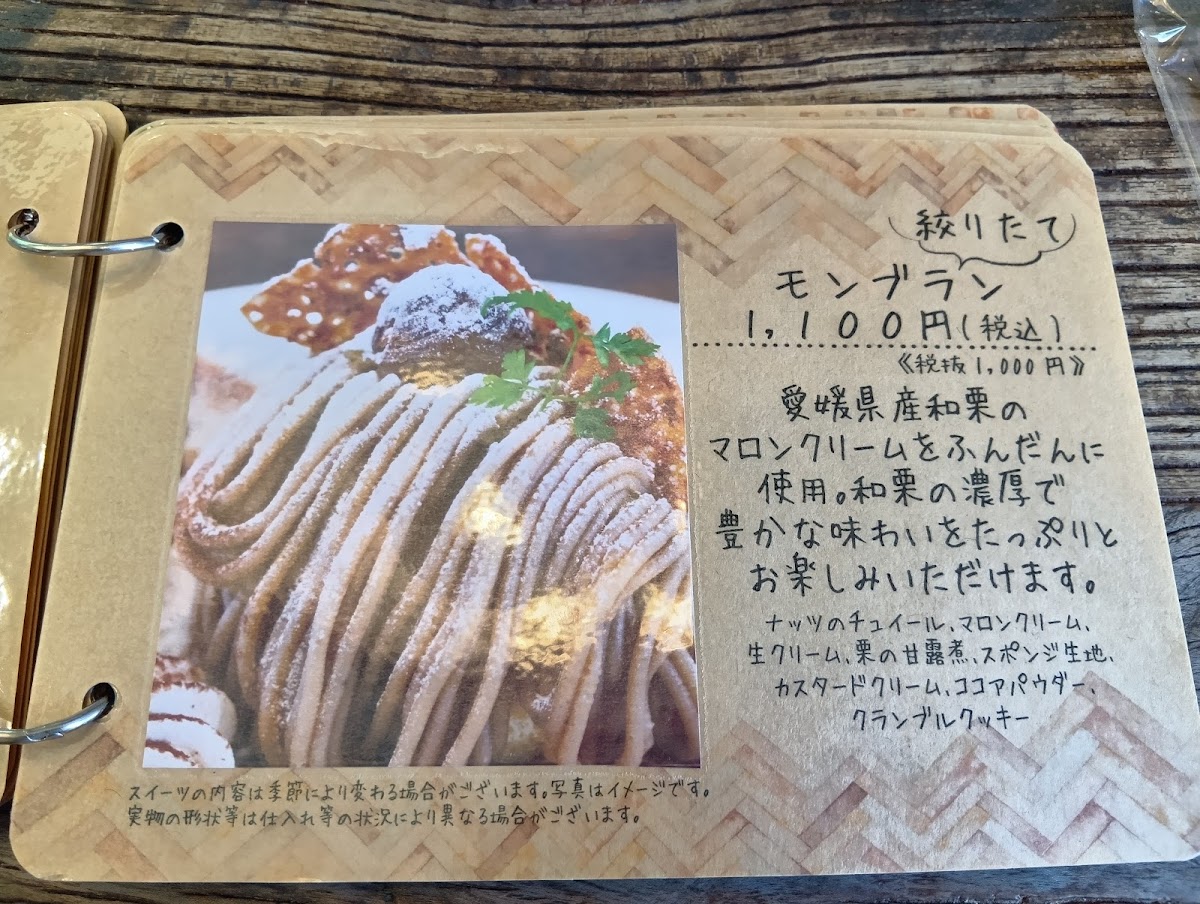 絞りたて
モンブラン
1,100円(税込)
《税抜1,000円》
愛媛県産和栗の
マロンクリームをふんだんに
使用。和栗の濃厚で
豊かな味わいをたっぷりと
お楽しみいただけます。
ナッツのチュイール、マロンクリーム、
生クリーム、栗の甘露煮、スポンジ生地、
カスタードクリーム、ココアパウダー、
クランブルクッキー
スイーツの内容は季節により変わる場合がございます。写真はイメージです。
実物の形状等は仕入れ等の状況により異なる場合がございます。